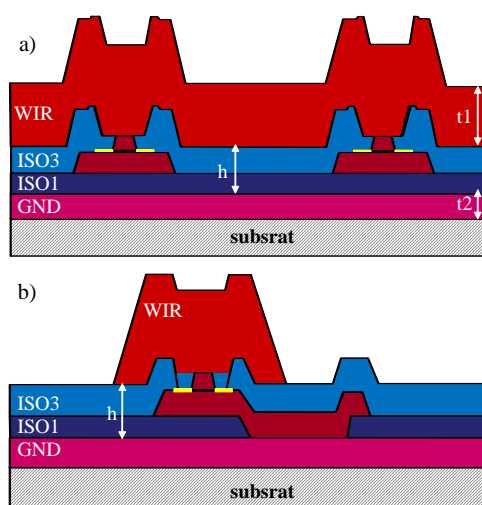 a)
WIR
t1
h
ISO3
ISO1
GND
t2
subsrat
b)
WIR
h
ISO3
ISO1
GND
subsrat